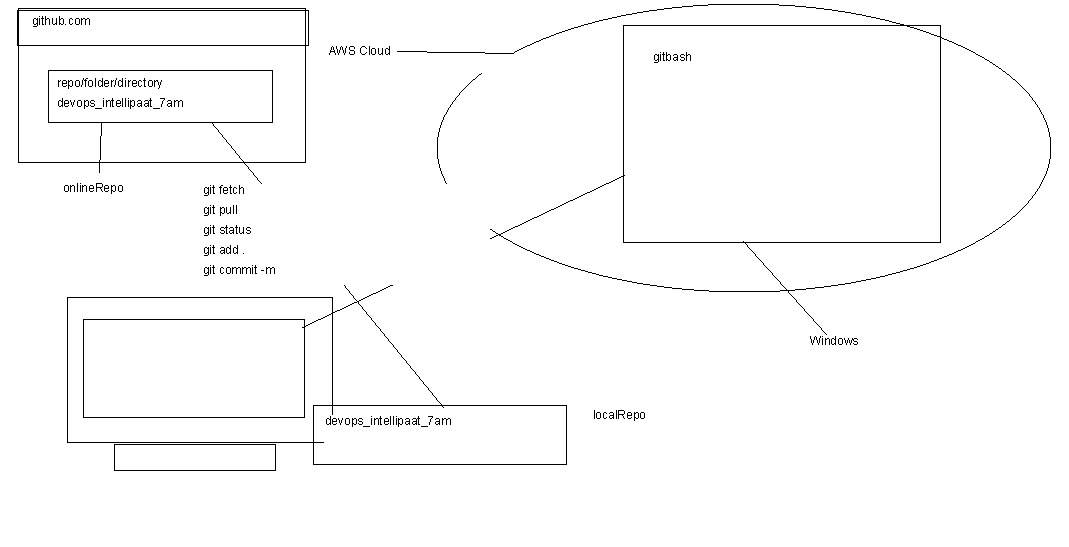 github.com
AWS Cloud
gitbash
repo/folder/directory
devops_intellipaat_7am
onlineRepo
git fetch
git pull
git status
git add .
git commit -m
Windows
devops_intellipaat_7am
localRepo